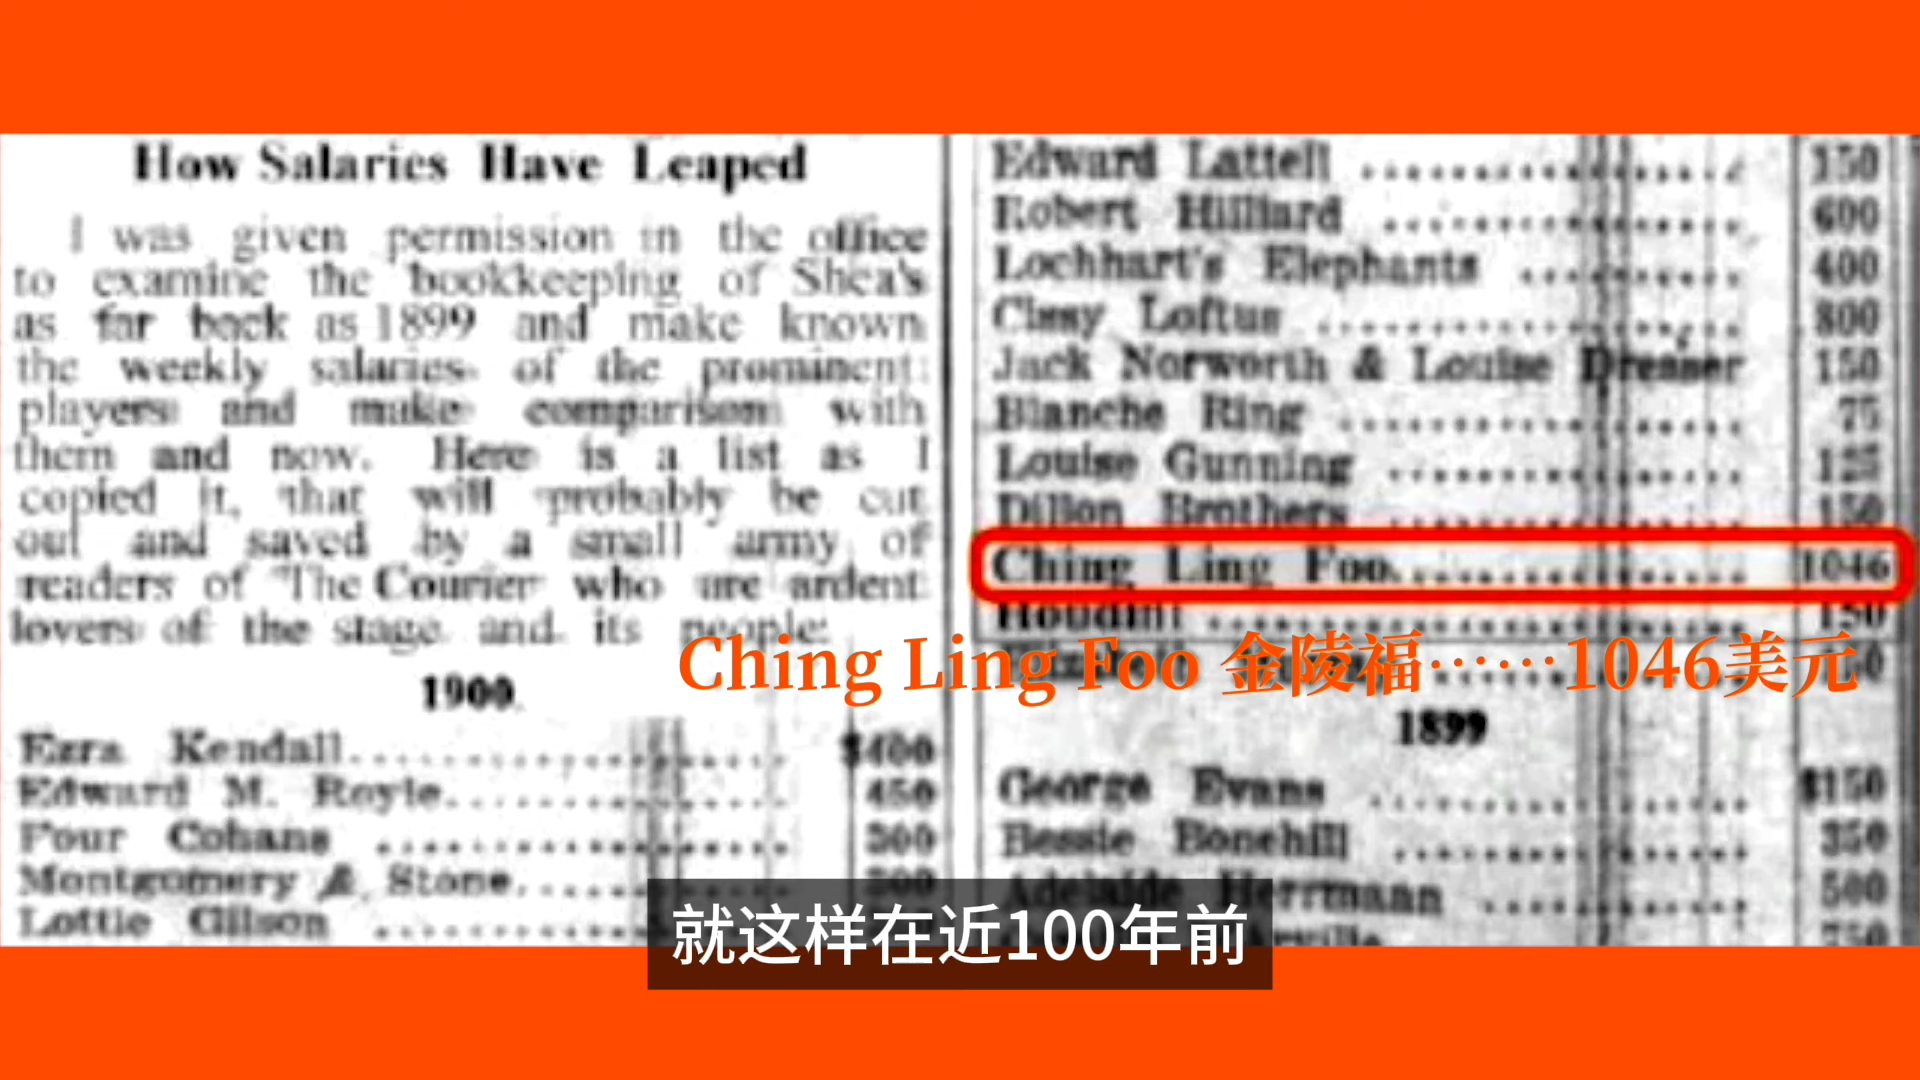 How Salaries Have Leaped
I was given permission in the office
to examine the bookkeeping of Shea's
as far back as 1899 and make known
the weekly salaries of the prominent
players and make comparison with
them and now. Here is a list as I
copied it, that will probably be cut
out and saved by a small army of
readers of The Courier who are ardent
lovers of the stage and its people:
1900.
Ezra Kendall.................... $400
Edward M. Royle................ 450
Four Cohans .................... 500
Montgomery & Stone............
Lottie Gilson ....................
Edward Lattell .................... 150
Robert Hilliard .................... 600
Lochhart's Elephants .............. 400
Cissy Loftus ...................... 800
Jack Norworth & Louise Dresser 150
Blanche Ring ...................... 75
Louise Gunning .................... 125
Dillon Brothers .................... 150
Ching Ling Foo.................... 1046
Houdini ............................ 150
Ching Ling Foo 金陵福……1046美元
1899
George Evans ...................... $150
Bessie Bonehill .................... 350
Adelaide Herrmann ................ 500
750
就这样在近100年前